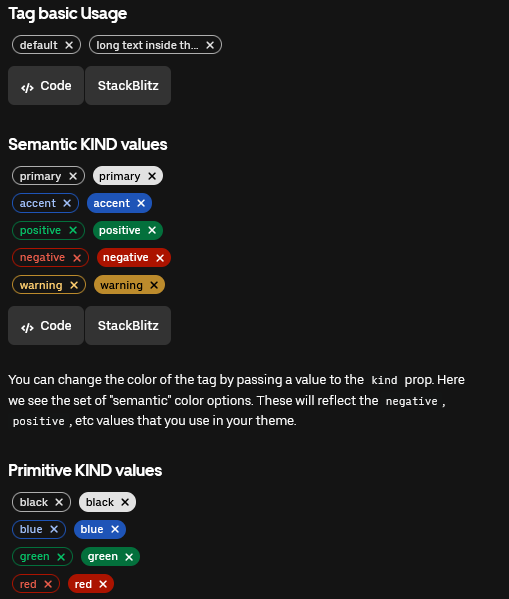 Tag basic Usage
default × long text inside th... ×
</> Code StackBlitz
Semantic KIND values
primary × primary ×
accent × accent ×
positive × positive ×
negative × negative ×
warning × warning ×
</> Code StackBlitz
You can change the color of the tag by passing a value to the kind prop. Here
we see the set of "semantic" color options. These will reflect the negative ,
positive , etc values that you use in your theme.
Primitive KIND values
black × black ×
blue × blue ×
green × green ×
red × red ×